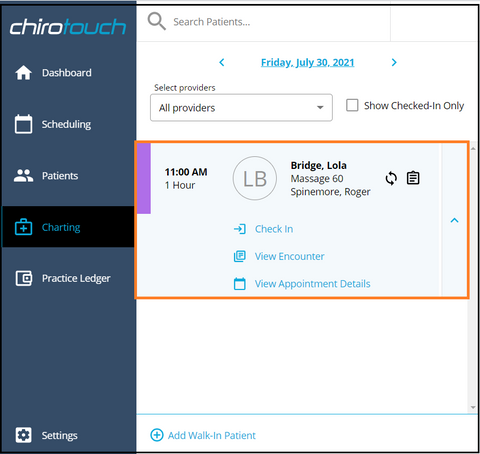 chirotouch
Search Patients...
Dashboard
Scheduling
Patients
Charting
Practice Ledger
Settings
Friday, July 30, 2021
Select providers
All providers
Show Checked-In Only
11:00 AM
1 Hour
LB
Bridge, Lola
Massage 60
Spinemore, Roger
Check In
View Encounter
View Appointment Details
Add Walk-In Patient